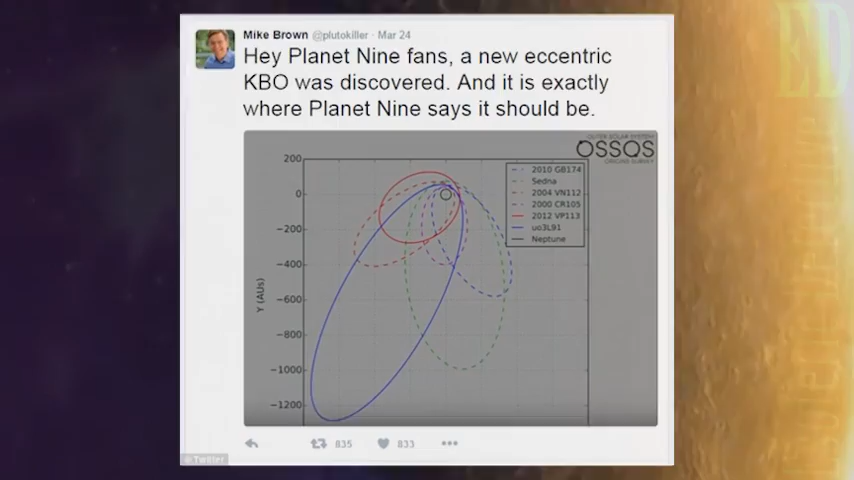 Mike Brown @plutokiller · Mar 24
Hey Planet Nine fans, a new eccentric
KBO was discovered. And it is exactly
where Planet Nine says it should be.
OUTER SOLAR SYSTEM
OSSOS
ORIGINS SURVEY
2010 GB174
Sedna
2004 VN112
2000 CR105
2012 VP113
uo3L91
Neptune
200
0
−200
−400
−600
−800
−1000
−1200
Y (AUs)
835
833
Twitter
ED